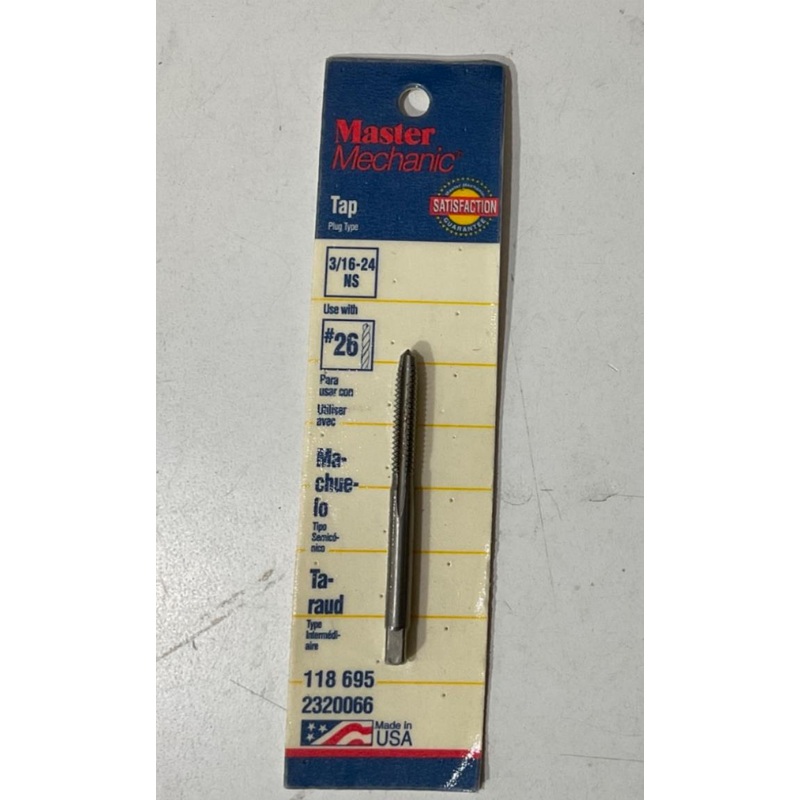 Master
Mechanic
Tap
Plug Type
SATISFACTION
GUARANTEE
3/16-24
NS
Use with
#26
Para
usar con
Utiliser
avec
Ma-
chue-
lo
Tipo
Semicó-
nico
Ta-
raud
Type
Intermédi-
aire
118 695
2320066
Made in
USA